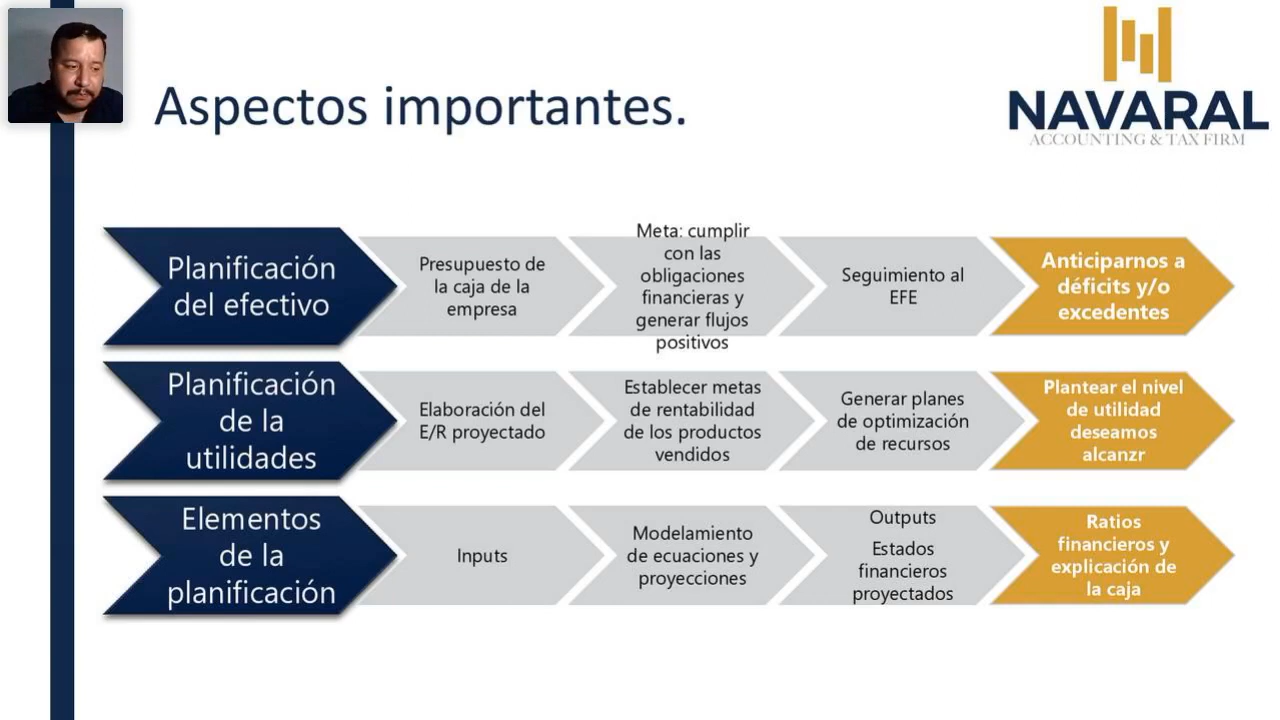 Aspectos importantes.
NAVARAL
ACCOUNTING & TAX FIRM
Planificación
del efectivo
Presupuesto de
la caja de la
empresa
Meta: cumplir
con las
obligaciones
financieras y
generar flujos
positivos
Seguimiento al
EFE
Anticiparnos a
déficits y/o
excedentes
Planificación
de la
utilidades
Elaboración del
E/R proyectado
Establecer metas
de rentabilidad
de los productos
vendidos
Generar planes
de optimización
de recursos
Plantear el nivel
de utilidad
deseamos
alcanzr
Elementos
de la
planificación
Inputs
Modelamiento
de ecuaciones y
proyecciones
Outputs
Estados
financieros
proyectados
Ratios
financieros y
explicación de
la caja